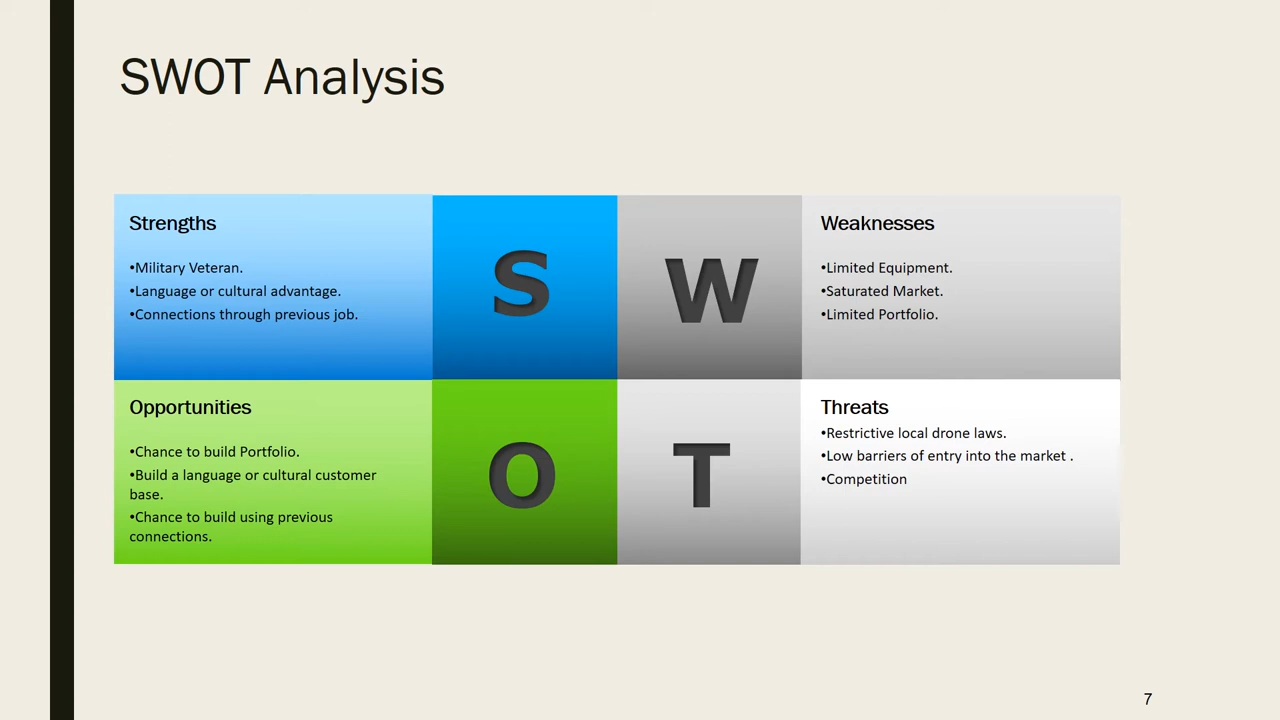 SWOT Analysis
Strengths
•Military Veteran.
•Language or cultural advantage.
•Connections through previous job.
S
W
Weaknesses
•Limited Equipment.
•Saturated Market.
•Limited Portfolio.
Opportunities
•Chance to build Portfolio.
•Build a language or cultural customer
base.
•Chance to build using previous
connections.
O
T
Threats
•Restrictive local drone laws.
•Low barriers of entry into the market .
•Competition
7